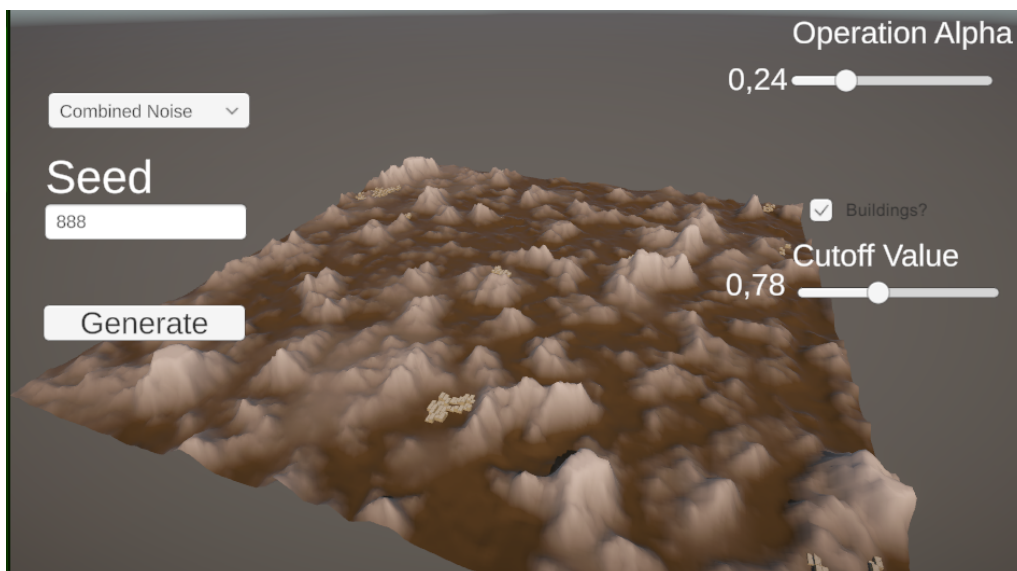 Operation Alpha
0,24
Combined Noise
Seed
888
Buildings?
Cutoff Value
0,78
Generate